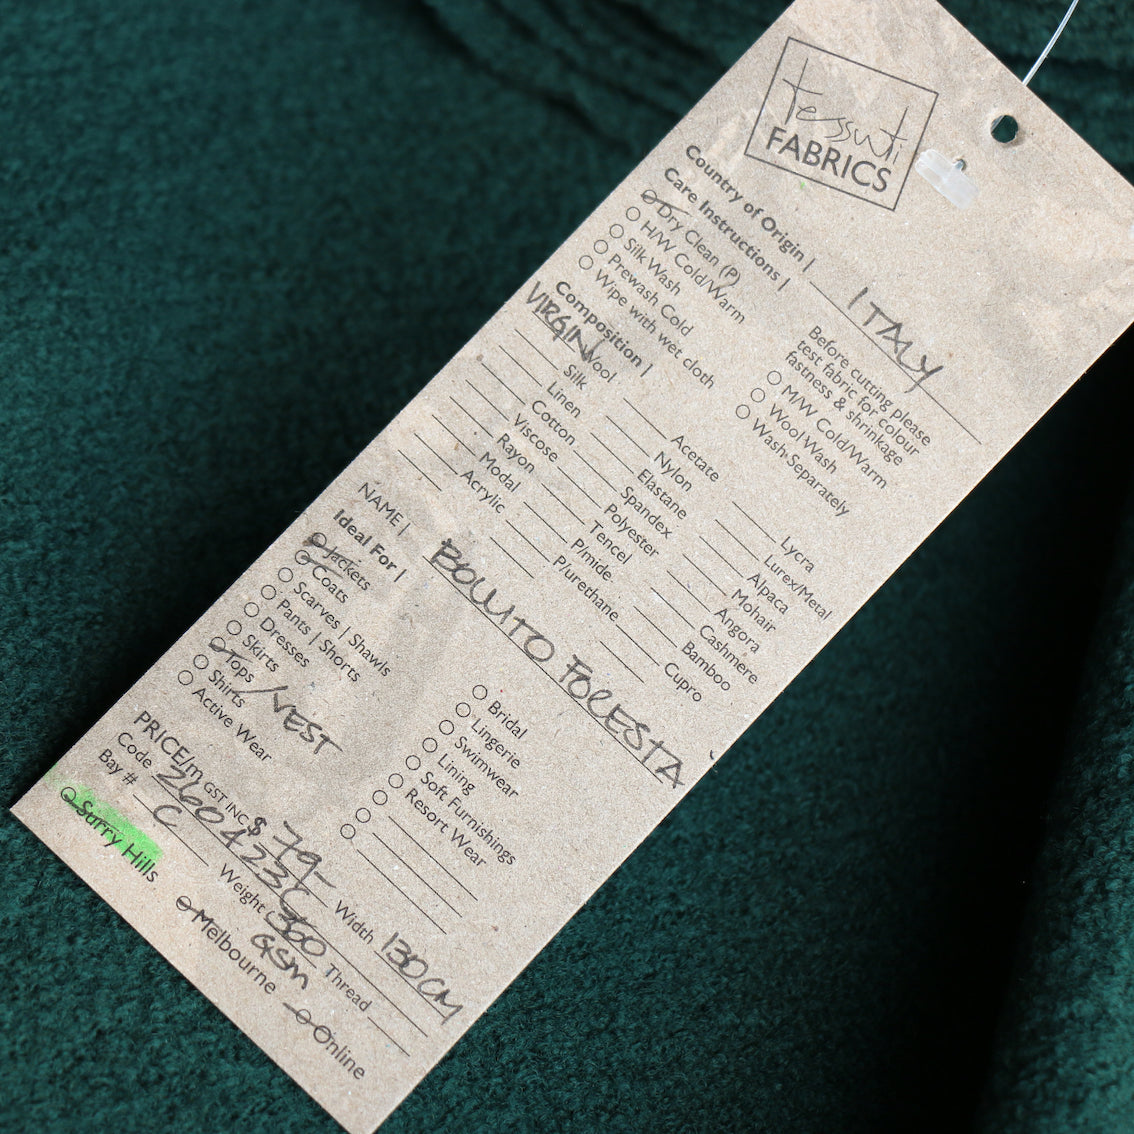 tessuti
FABRICS
Country of Origin | ITALY
Care Instructions |
Dry Clean (P)
H/W Cold/Warm
Silk Wash
Prewash Cold
Wipe with wet cloth
Before cutting please
test fabric for colour
fastness & shrinkage
M/W Cold/Warm
Wool Wash
Wash Separately
Composition |
VIRGIN Wool
Silk
Linen
Cotton
Viscose
Rayon
Modal
Acrylic
Acetate
Nylon
Elastane
Spandex
Polyester
Tencel
P/mide
P/urethane
Lycra
Lurex/Metal
Alpaca
Mohair
Angora
Cashmere
Bamboo
Cupro
NAME | BOLLITO FORESTA
Ideal For |
Jackets
Coats
Scarves | Shawls
Pants | Shorts
Dresses
Skirts
Tops / VEST
Shirts
Active Wear
Bridal
Lingerie
Swimwear
Lining
Soft Furnishings
Resort Wear
PRICE/m GST INC $ 79- Width 130CM
Code 260423C Weight 300 GSM Thread
Bay # C
Surry Hills Melbourne Online